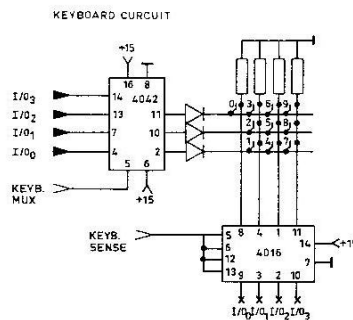 KEYBOARD CURCUIT
+15
16 8
I/O3 14 4042
I/O2 13 11 0 3 6 9
I/O1 7 10 2 5 8
I/O0 4 2 1 4 7
5 6
KEYB.
MUX
+15
KEYB.
SENSE
5 8 4 1 11
6 4016 14 +15
12 7
13 9 3 2 10
I/O0 I/O1 I/O2 I/O3